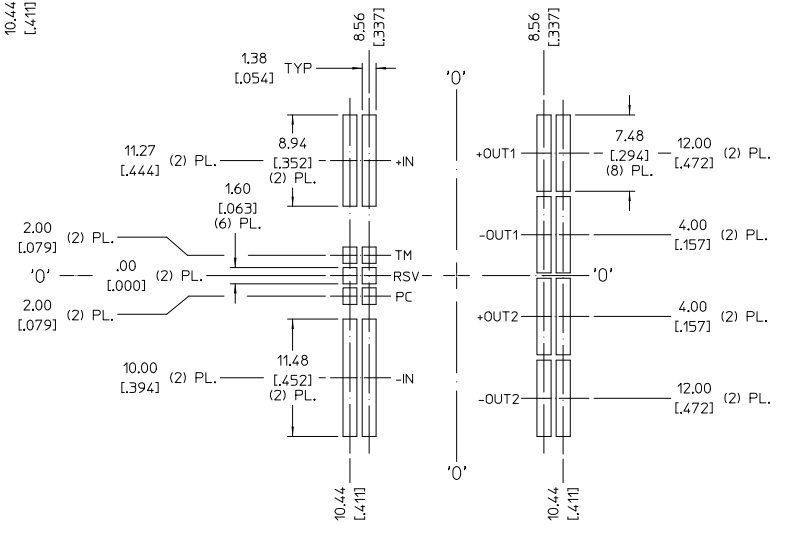 10.44
[.411]
8.56
[.337]
8.56
[.337]
1.38
[.054]
TYP
'0'
11.27
[.444]
(2) PL.
8.94
[.352]
(2) PL.
+IN
+OUT1
7.48
[.294]
(8) PL.
12.00
[.472]
(2) PL.
1.60
[.063]
(6) PL.
2.00
[.079]
(2) PL.
TM
-OUT1
4.00
[.157]
(2) PL.
'0'
.00
[.000]
(2) PL.
RSV
'0'
2.00
[.079]
(2) PL.
PC
+OUT2
4.00
[.157]
(2) PL.
10.00
[.394]
(2) PL.
11.48
[.452]
(2) PL.
-IN
-OUT2
12.00
[.472]
(2) PL.
'0'
10.44
[.411]
10.44
[.411]